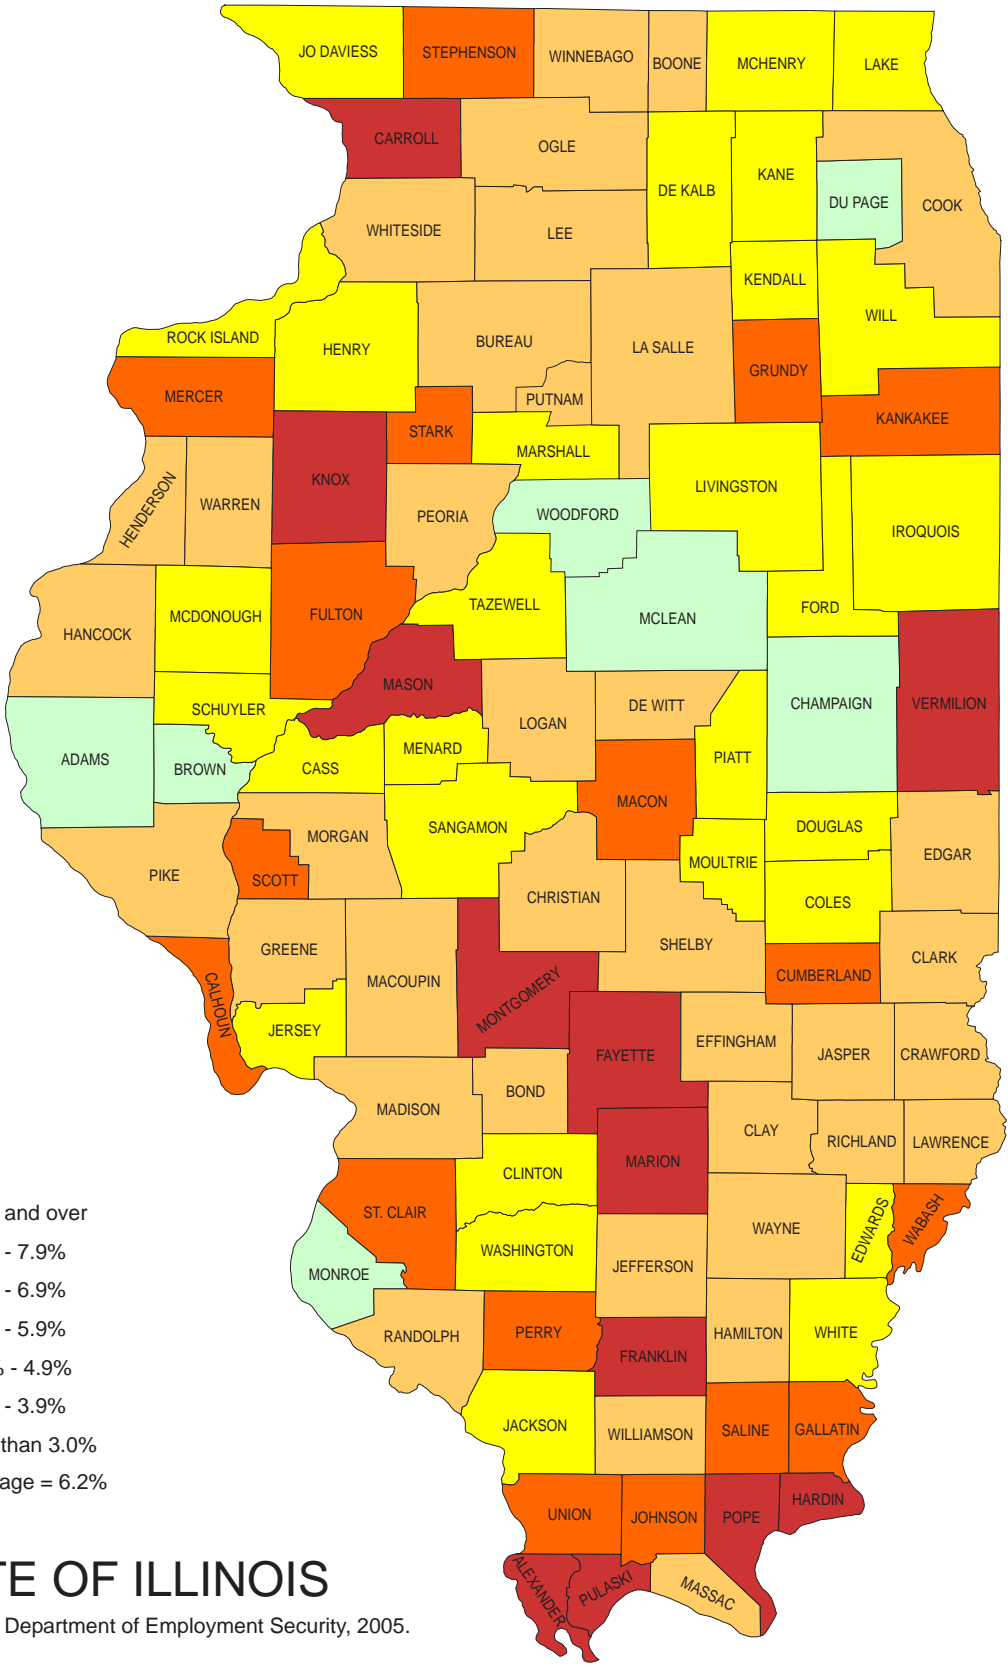 JO DAVIESS
STEPHENSON
WINNEBAGO
BOONE
MCHENRY
LAKE
CARROLL
OGLE
DE KALB
KANE
DU PAGE
COOK
WHITESIDE
LEE
KENDALL
WILL
ROCK ISLAND
HENRY
BUREAU
LA SALLE
GRUNDY
MERCER
PUTNAM
KANKAKEE
STARK
MARSHALL
HENDERSON
WARREN
KNOX
PEORIA
WOODFORD
LIVINGSTON
IROQUOIS
HANCOCK
MCDONOUGH
FULTON
TAZEWELL
MCLEAN
FORD
MASON
SCHUYLER
LOGAN
DE WITT
CHAMPAIGN
VERMILION
ADAMS
BROWN
CASS
MENARD
PIATT
MACON
SANGAMON
DOUGLAS
MORGAN
MOULTRIE
EDGAR
PIKE
SCOTT
CHRISTIAN
COLES
SHELBY
GREENE
MACOUPIN
MONTGOMERY
CUMBERLAND
CLARK
CALHOUN
JERSEY
FAYETTE
EFFINGHAM
JASPER
CRAWFORD
MADISON
BOND
CLAY
RICHLAND
LAWRENCE
CLINTON
MARION
ST. CLAIR
WAYNE
EDWARDS
WABASH
WASHINGTON
MONROE
JEFFERSON
RANDOLPH
PERRY
FRANKLIN
HAMILTON
WHITE
JACKSON
WILLIAMSON
SALINE
GALLATIN
UNION
JOHNSON
POPE
HARDIN
ALEXANDER
PULASKI
MASSAC
and over
- 7.9%
- 6.9%
- 5.9%
% - 4.9%
- 3.9%
than 3.0%
age = 6.2%
TE OF ILLINOIS
Department of Employment Security, 2005.